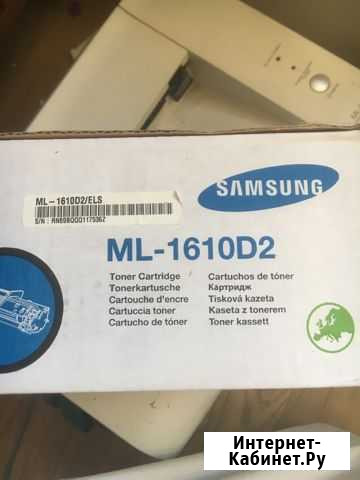 ML-1610D2/ELS
SAMSUNG
ML-1610D2
Toner Cartridge
Tonerkartusche
Cartouche d'encre
Cartuccia toner
Cartucho de tóner
Cartuchos de tóner
Картридж
Tisková kazeta
Kaseta z tonerem
Toner kassett
Интернет-
Кабинет.Ру